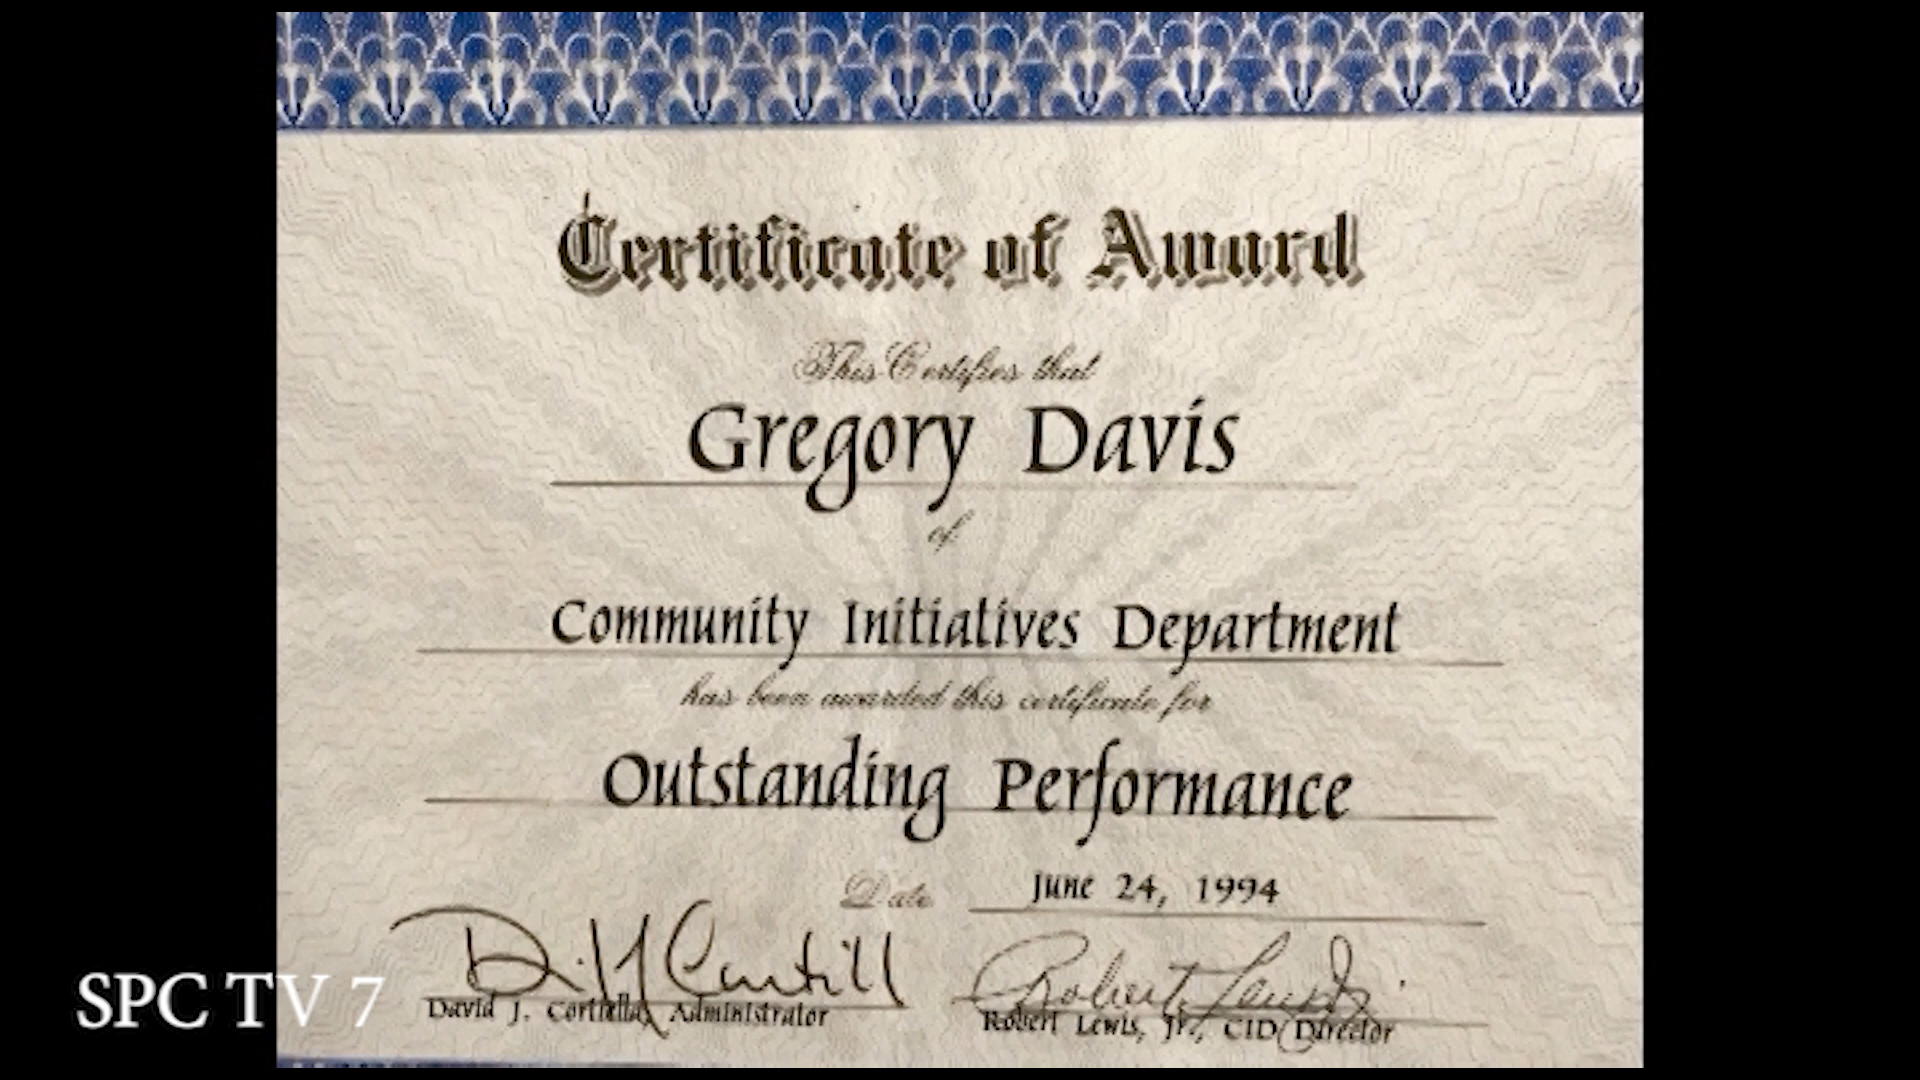 Certificate of Award
This Certifies that
Gregory Davis
of
Community Initiatives Department
has been awarded this certificate for
Outstanding Performance
Date June 24, 1994
David J. Cortiella, Administrator
Robert Lewis, Jr., CID Director
SPC TV 7